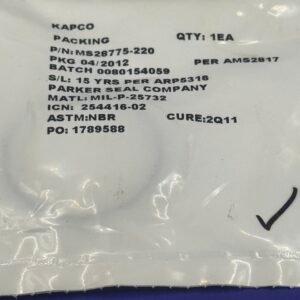 KAPCO
PACKING QTY: 1EA
P/N: MS28775-220
PKG 04/2012 PER AMS2817
BATCH 0080154059
S/L: 15 YRS PER ARP5316
PARKER SEAL COMPANY
MATL: MIL-P-25732
ICN: 254416-02
ASTM:NBR CURE:2Q11
PO: 1789588